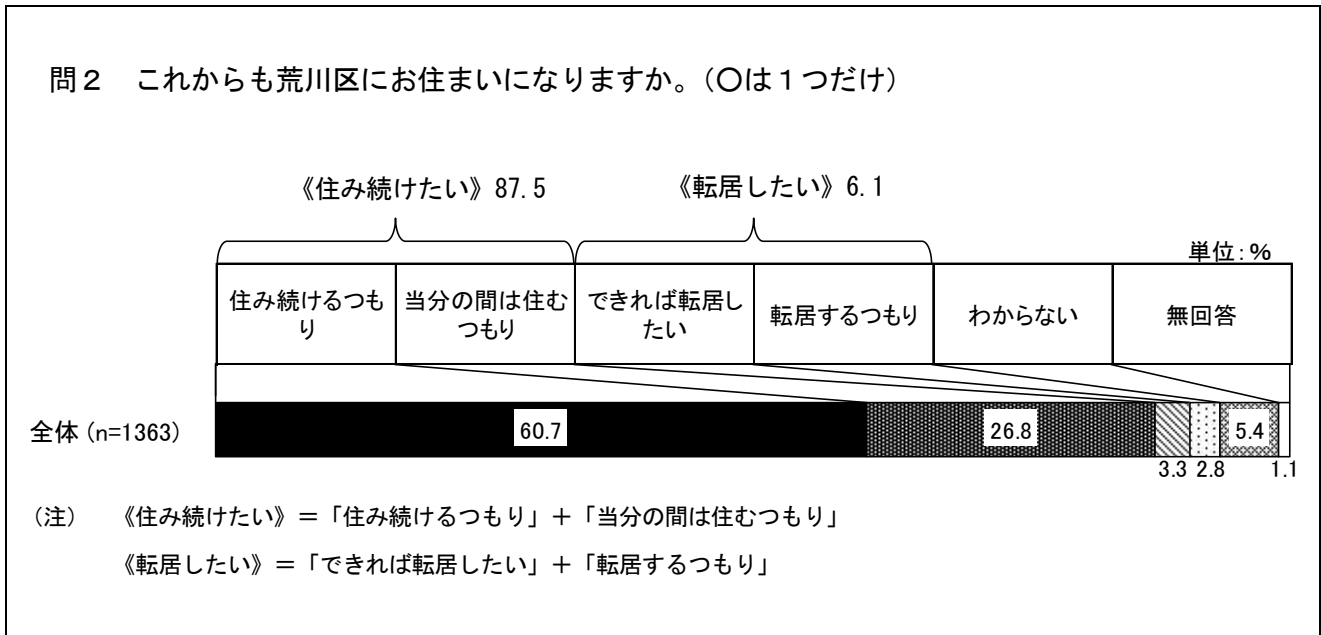 問2 これからも荒川区にお住まいになりますか。(〇は1つだけ)
《住み続けたい》87.5 《転居したい》6.1
単位:%
住み続けるつも
り
当分の間は住む
つもり
できれば転居し
たい
転居するつもり
わからない
無回答
全体(n=1363)
60.7
26.8
3.3
2.8
5.4
1.1
(注) 《住み続けたい》=「住み続けるつもり」+「当分の間は住むつもり」
《転居したい》=「できれば転居したい」+「転居するつもり」